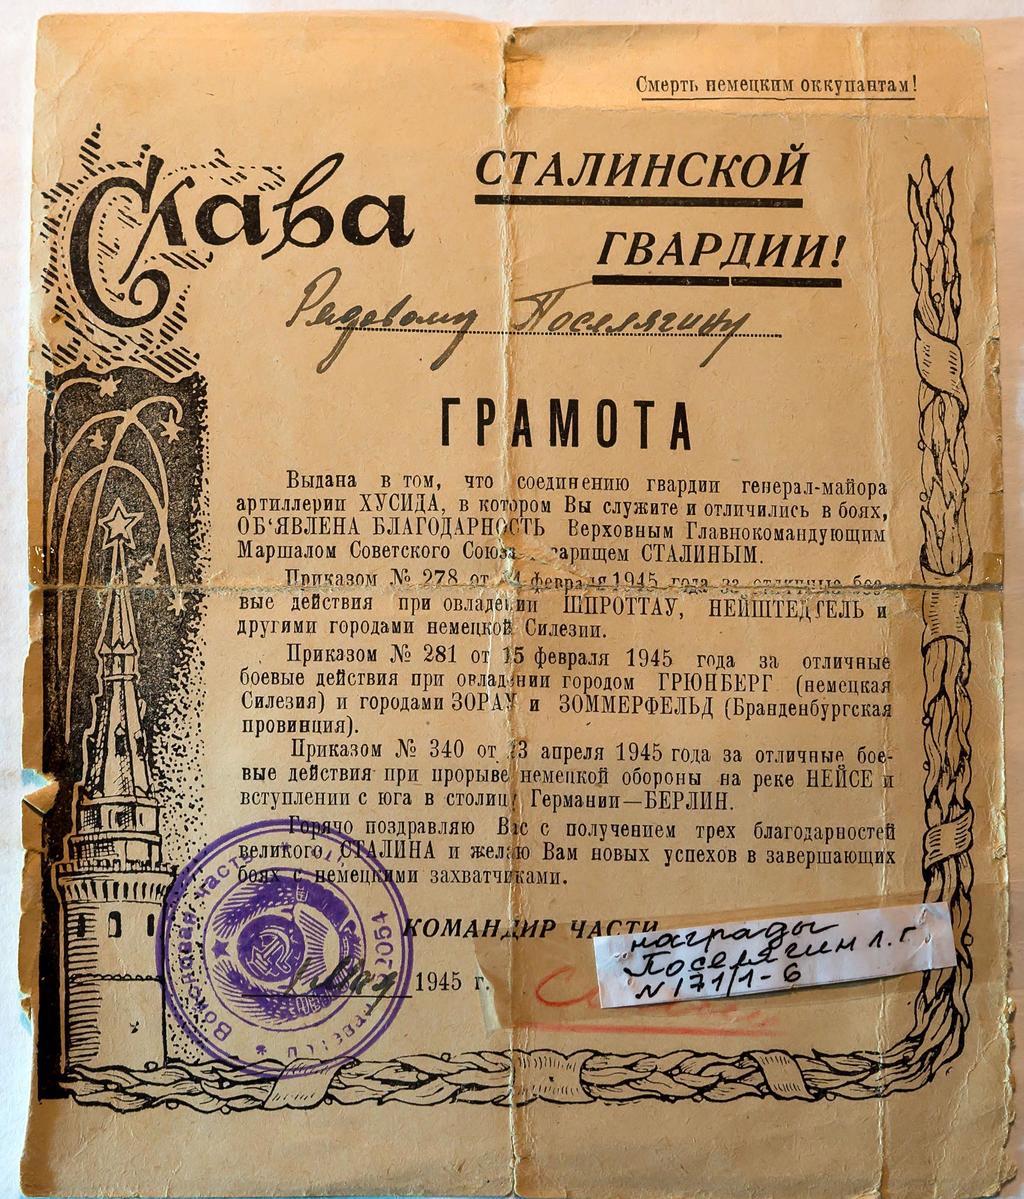 Смерть немецким оккупантам!
Слава СТАЛИНСКОЙ
ГВАРДИИ!
Рядовому Поселягину
ГРАМОТА
Выдана в том, что соединению гвардии генерал-майора
артиллерии ХУСИДА, в котором Вы служите и отличились в боях,
ОБ‘ЯВЛЕНА БЛАГОДАРНОСТЬ Верховным Главнокомандующим
Маршалом Советского Союза товарищем СТАЛИНЫМ.
Приказом № 278 от 14 февраля 1945 года за отличные бое-
вые действия при овладении ШПРОТТАУ, НЕЙШТЕДТЕЛЬ и
другими городами немецкой Силезии.
Приказом № 281 от 15 февраля 1945 года за отличные
боевые действия при овладении городом ГРЮНБЕРГ (немецкая
Силезия) и городами ЗОРАУ и ЗОММЕРФЕЛЬД (Бранденбургская
провинция).
Приказом № 340 от 23 апреля 1945 года за отличные бое-
вые действия при прорыве немецкой обороны на реке НЕЙСЕ и
вступлении с юга в столицу Германии—БЕРЛИН.
Горячо поздравляю Вас с получением трех благодарностей
великого СТАЛИНА и желаю Вам новых успехов в завершающих
боях с немецкими захватчиками.
КОМАНДИР ЧАСТИ
Мая 1945 г.
награды
Поселягин Л. Г.
N 171/1-6
Войсковая часть